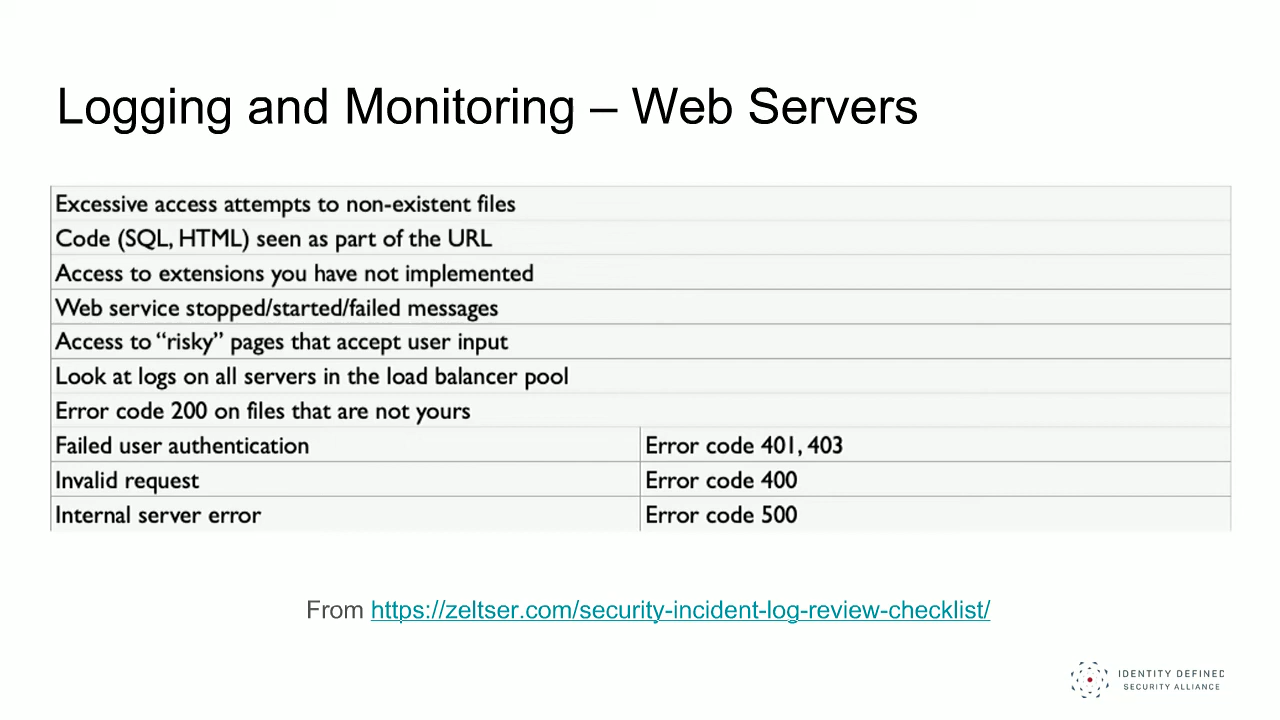 Logging and Monitoring – Web Servers
Excessive access attempts to non-existent files
Code (SQL, HTML) seen as part of the URL
Access to extensions you have not implemented
Web service stopped/started/failed messages
Access to “risky” pages that accept user input
Look at logs on all servers in the load balancer pool
Error code 200 on files that are not yours
Failed user authentication Error code 401, 403
Invalid request Error code 400
Internal server error Error code 500
From https://zeltser.com/security-incident-log-review-checklist/
IDENTITY DEFINED
SECURITY ALLIANCE